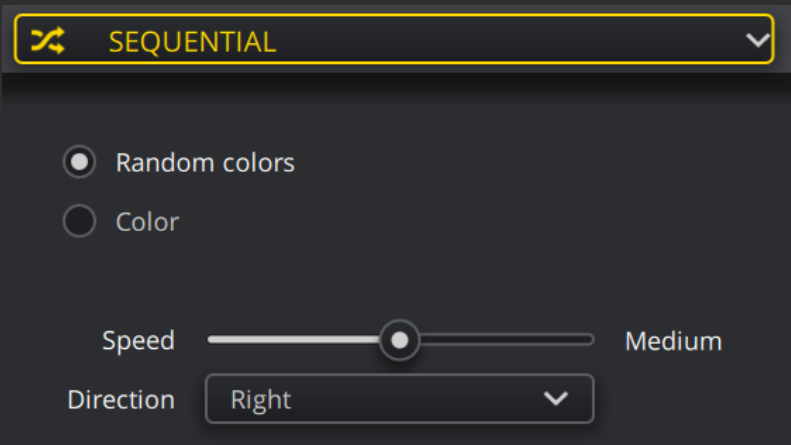 SEQUENTIAL
Random colors
Color
Speed Medium
Direction Right